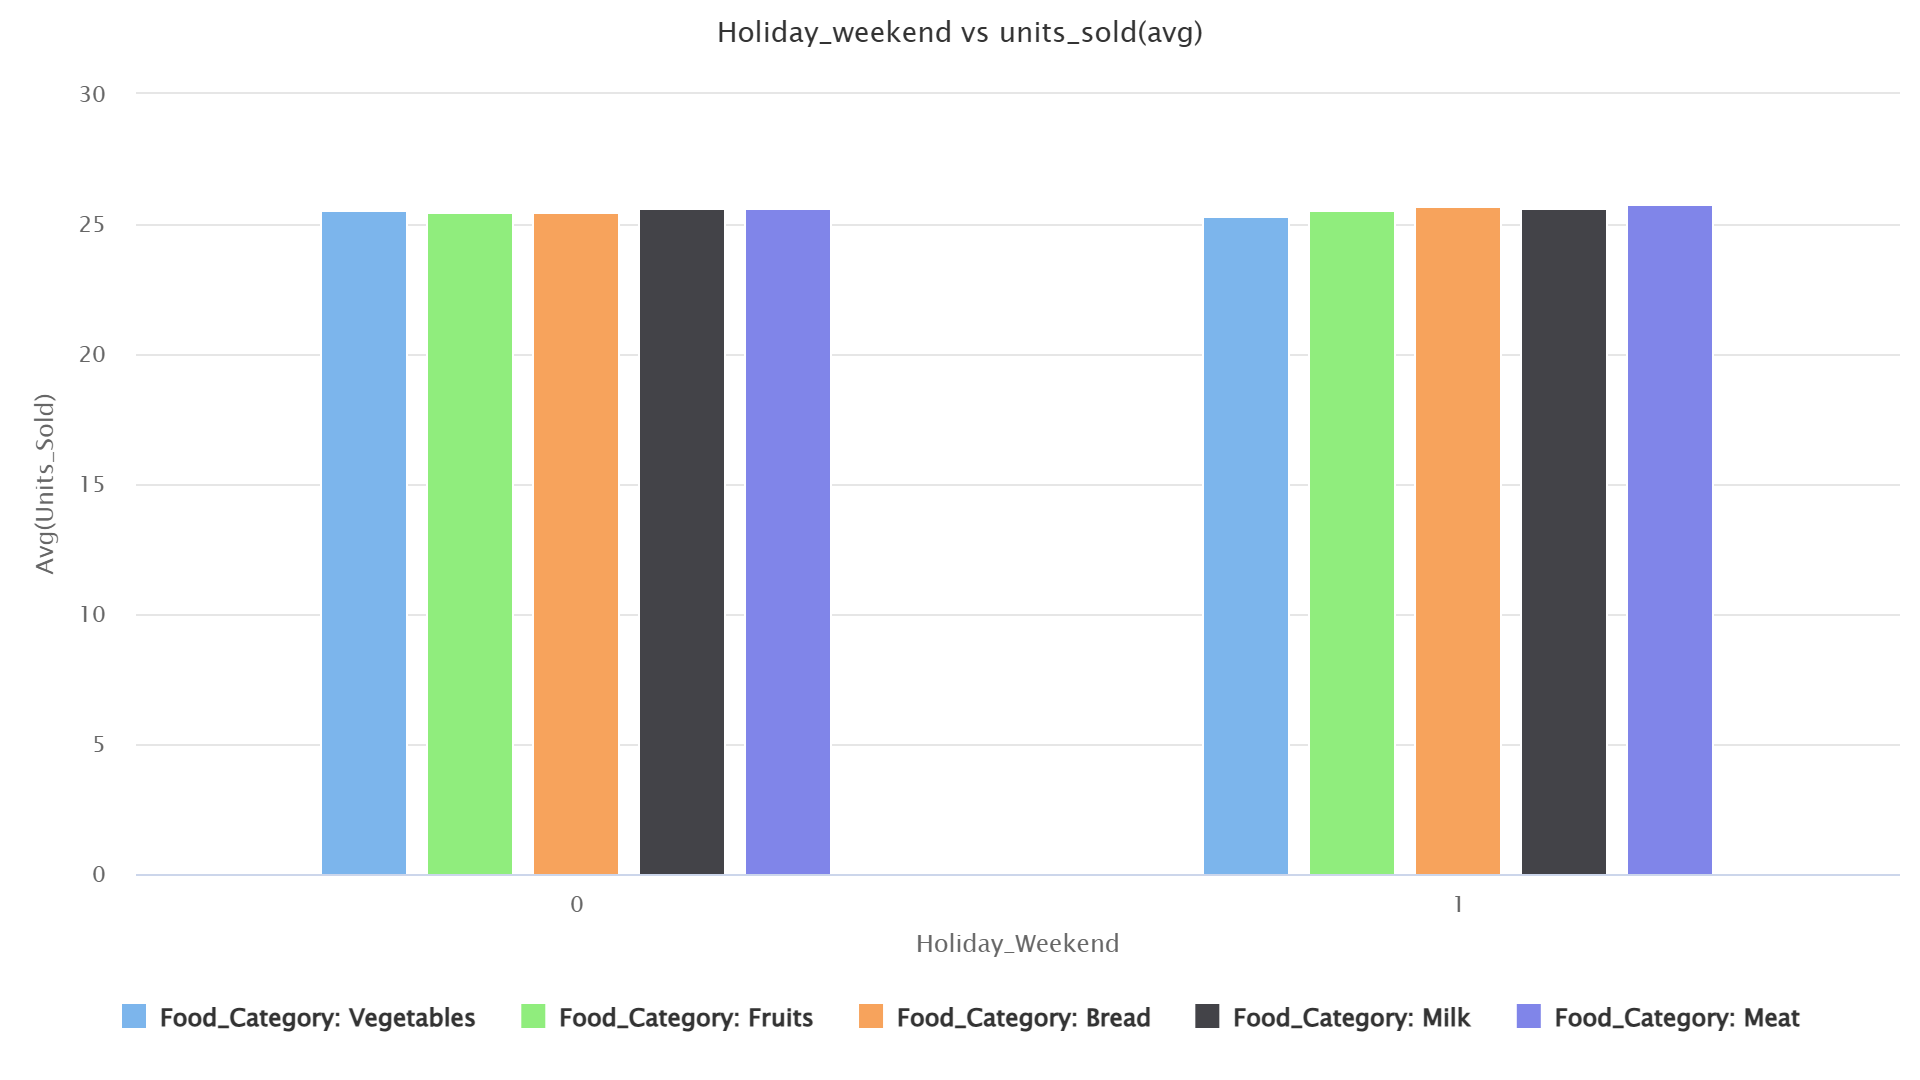 Holiday_weekend vs units_sold(avg)
30
25
20
15
10
5
0
Avg(Units_Sold)
0 1
Holiday_Weekend
Food_Category: Vegetables Food_Category: Fruits Food_Category: Bread Food_Category: Milk Food_Category: Meat